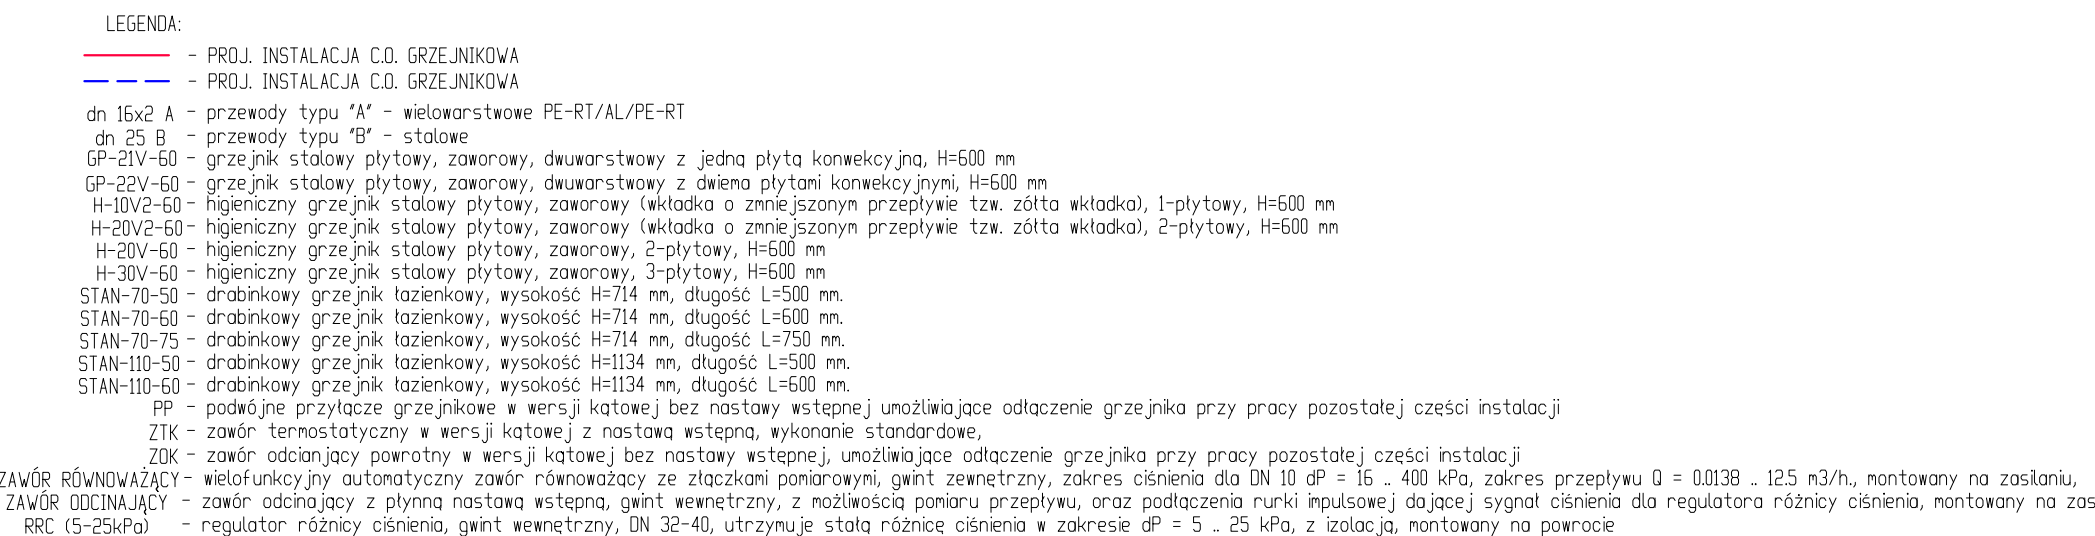 LEGENDA:
- PROJ. INSTALACJA C.O. GRZEJNIKOWA
- PROJ. INSTALACJA C.O. GRZEJNIKOWA
dn 16x2 A - przewody typu "A" - wielowarstwowe PE-RT/AL/PE-RT
dn 25 B - przewody typu "B" - stalowe
GP-21V-60 - grzejnik stalowy płytowy, zaworowy, dwuwarstwowy z jedną płytą konwekcyjną, H=600 mm
GP-22V-60 - grzejnik stalowy płytowy, zaworowy, dwuwarstwowy z dwiema płytami konwekcyjnymi, H=600 mm
H-10V2-60 - higieniczny grzejnik stalowy płytowy, zaworowy (wkładka o zmniejszonym przepływie tzw. zółta wkładka), 1-płytowy, H=600 mm
H-20V2-60 - higieniczny grzejnik stalowy płytowy, zaworowy (wkładka o zmniejszonym przepływie tzw. zółta wkładka), 2-płytowy, H=600 mm
H-20V-60 - higieniczny grzejnik stalowy płytowy, zaworowy, 2-płytowy, H=600 mm
H-30V-60 - higieniczny grzejnik stalowy płytowy, zaworowy, 3-płytowy, H=600 mm
STAN-70-50 - drabinkowy grzejnik łazienkowy, wysokość H=714 mm, długość L=500 mm.
STAN-70-60 - drabinkowy grzejnik łazienkowy, wysokość H=714 mm, długość L=600 mm.
STAN-70-75 - drabinkowy grzejnik łazienkowy, wysokość H=714 mm, długość L=750 mm.
STAN-110-50 - drabinkowy grzejnik łazienkowy, wysokość H=1134 mm, długość L=500 mm.
STAN-110-60 - drabinkowy grzejnik łazienkowy, wysokość H=1134 mm, długość L=600 mm.
PP - podwójne przyłącze grzejnikowe w wersji kątowej bez nastawy wstępnej umożliwiające odłączenie grzejnika przy pracy pozostałej części instalacji
ZTK - zawór termostatyczny w wersji kątowej z nastawą wstępną, wykonanie standardowe,
ZOK - zawór odcianjący powrotny w wersji kątowej bez nastawy wstępnej, umożliwiające odłączenie grzejnika przy pracy pozostałej części instalacji
ZAWÓR RÓWNOWAŻĄCY - wielofunkcyjny automatyczny zawór równoważący ze złączkami pomiarowymi, gwint zewnętrzny, zakres ciśnienia dla DN 10 dP = 16 .. 400 kPa, zakres przepływu Q = 0.0138 .. 12.5 m3/h., montowany na zasilaniu,
ZAWÓR ODCINAJĄCY - zawór odcinający z płynną nastawą wstępną, gwint wewnętrzny, z możliwością pomiaru przepływu, oraz podłączenia rurki impulsowej dającej sygnał ciśnienia dla regulatora różnicy ciśnienia, montowany na zas
RRC (5-25kPa) - regulator różnicy ciśnienia, gwint wewnętrzny, DN 32-40, utrzymuje stałą różnicę ciśnienia w zakresie dP = 5 .. 25 kPa, z izolacją, montowany na powrocie